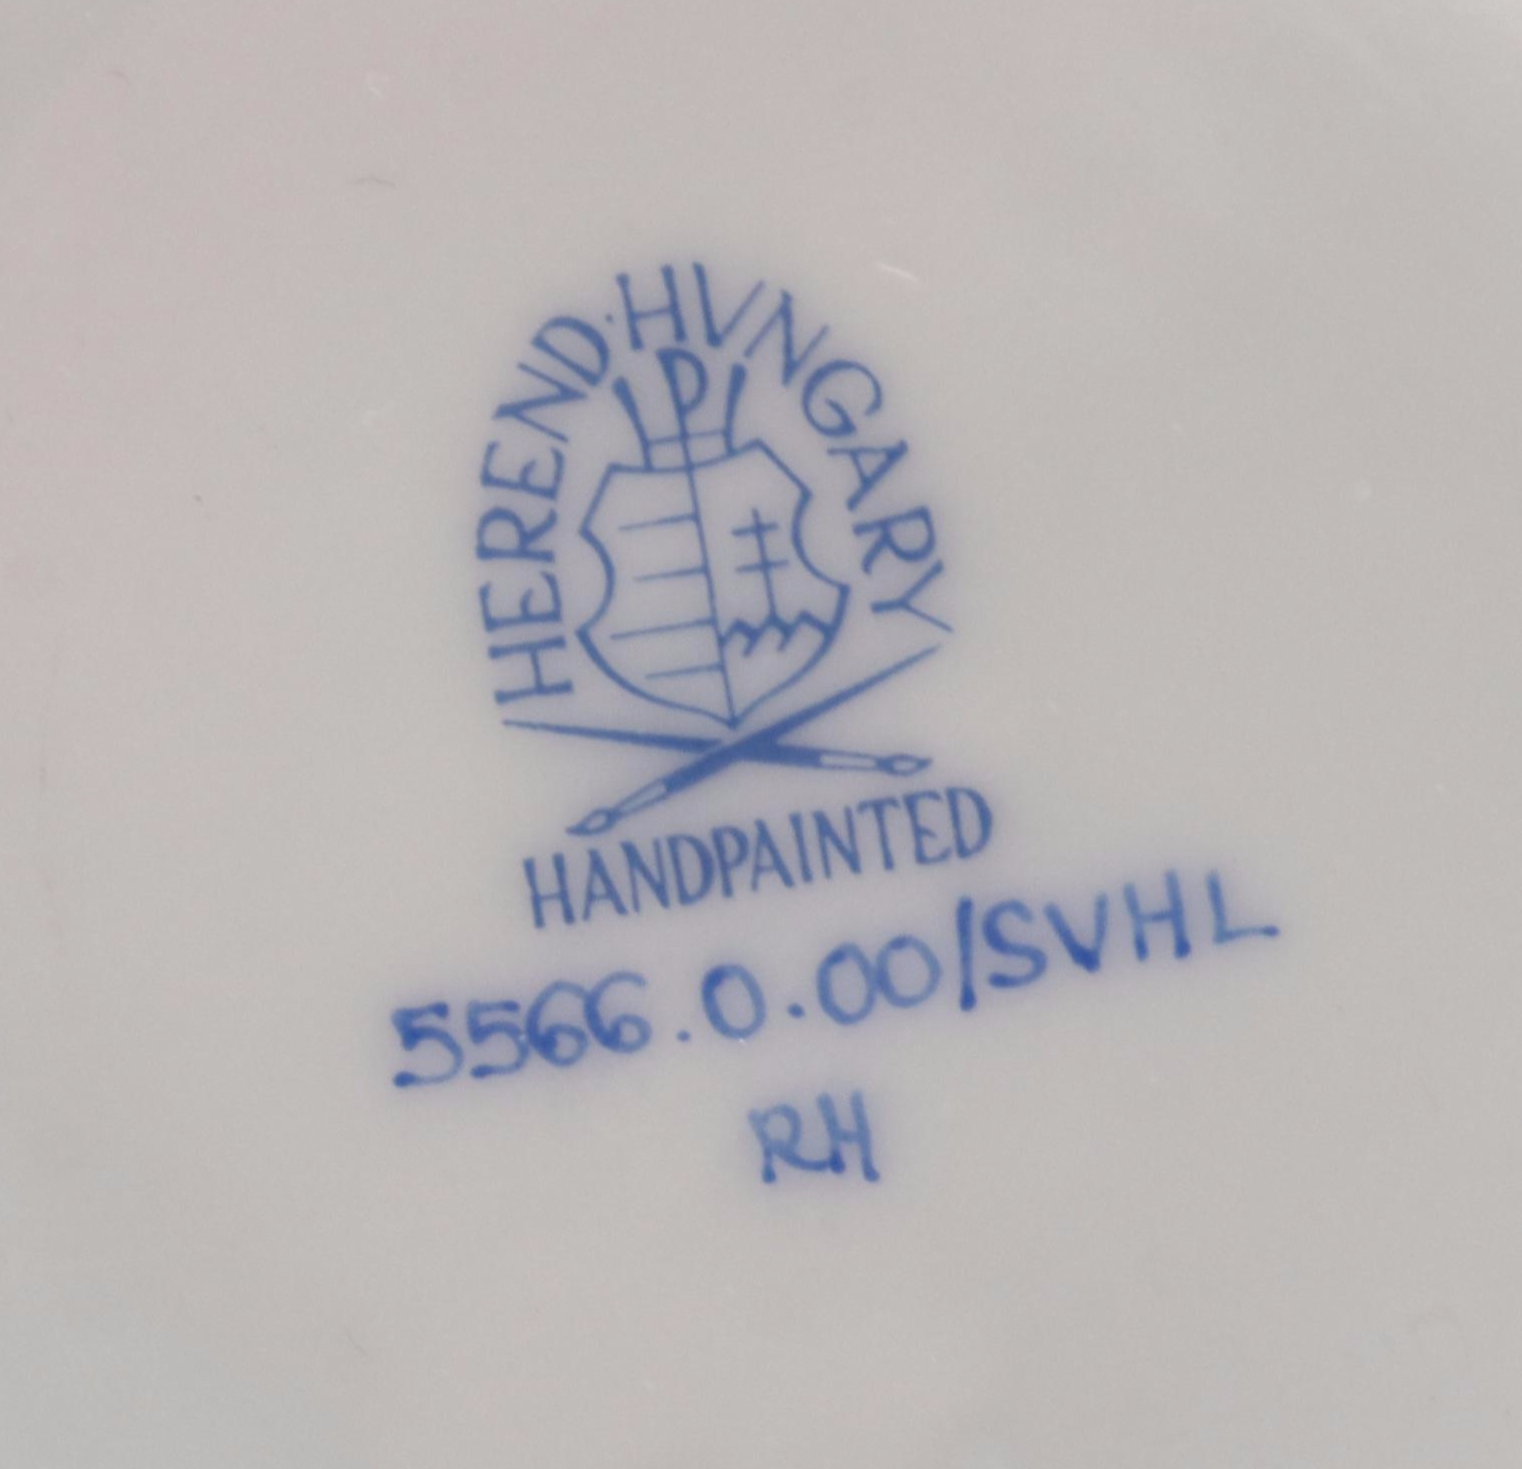 HEREND·HVNGARY
HANDPAINTED
5566.0.00/SVHL
RH